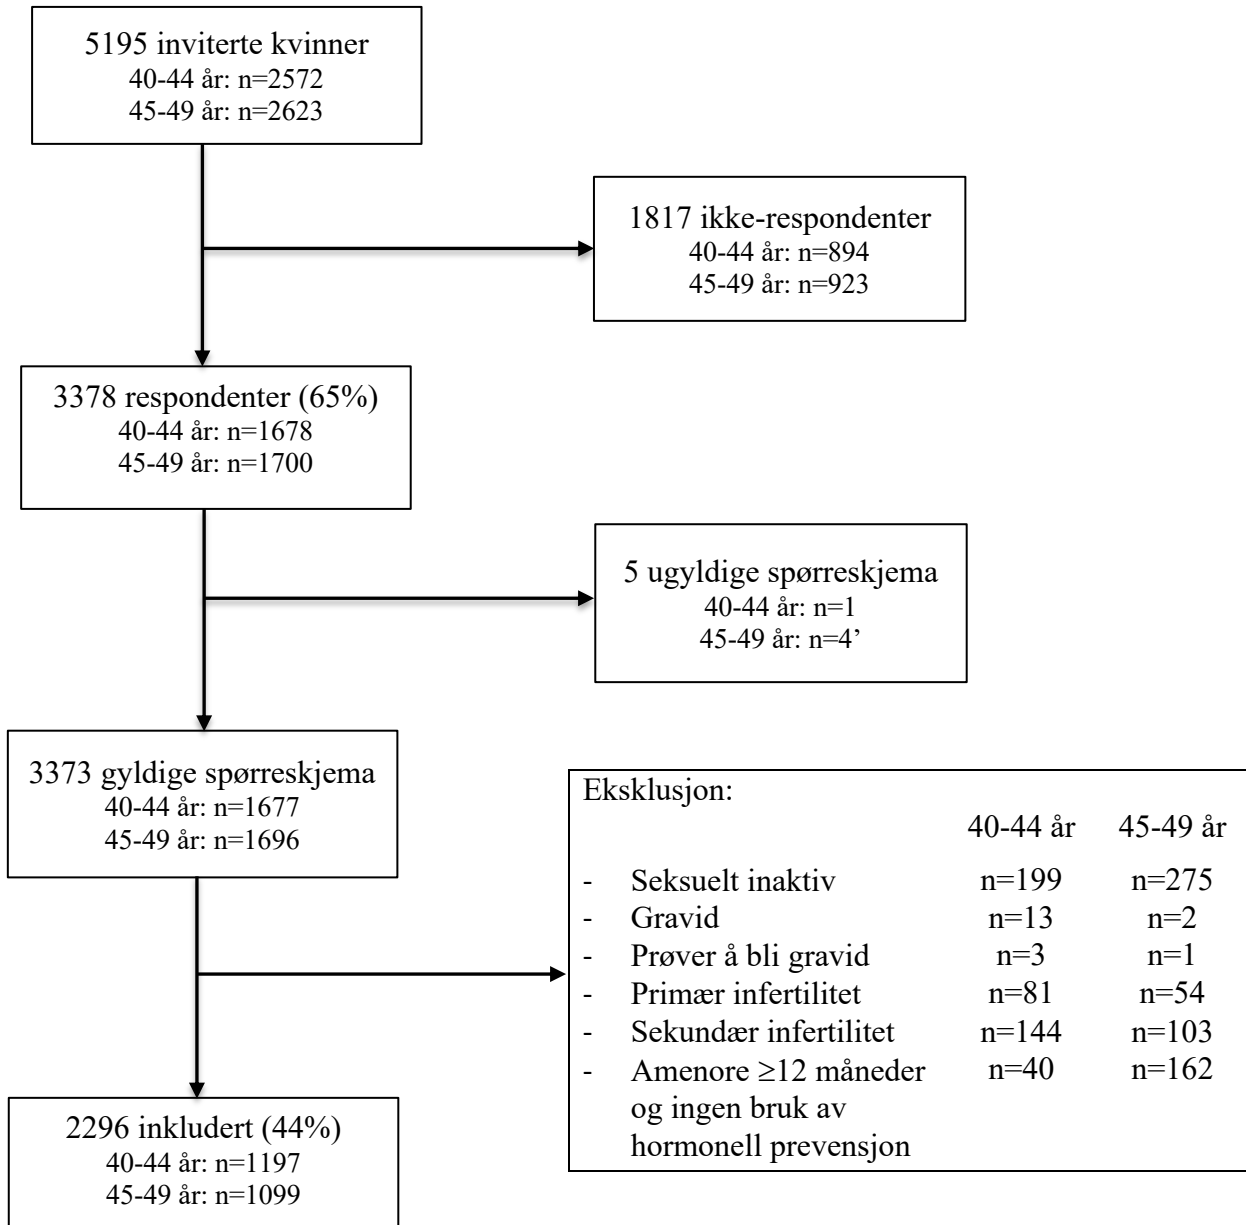 5195 inviterte kvinner
40-44 år: n=2572
45-49 år: n=2623
1817 ikke-respondenter
40-44 år: n=894
45-49 år: n=923
3378 respondenter (65%)
40-44 år: n=1678
45-49 år: n=1700
5 ugyldige spørreskjema
40-44 år: n=1
45-49 år: n=4’
3373 gyldige spørreskjema
40-44 år: n=1677
45-49 år: n=1696
Eksklusjon:
40-44 år 45-49 år
- Seksuelt inaktiv n=199 n=275
- Gravid n=13 n=2
- Prøver å bli gravid n=3 n=1
- Primær infertilitet n=81 n=54
- Sekundær infertilitet n=144 n=103
- Amenore ≥12 måneder n=40 n=162
og ingen bruk av
hormonell prevensjon
2296 inkludert (44%)
40-44 år: n=1197
45-49 år: n=1099